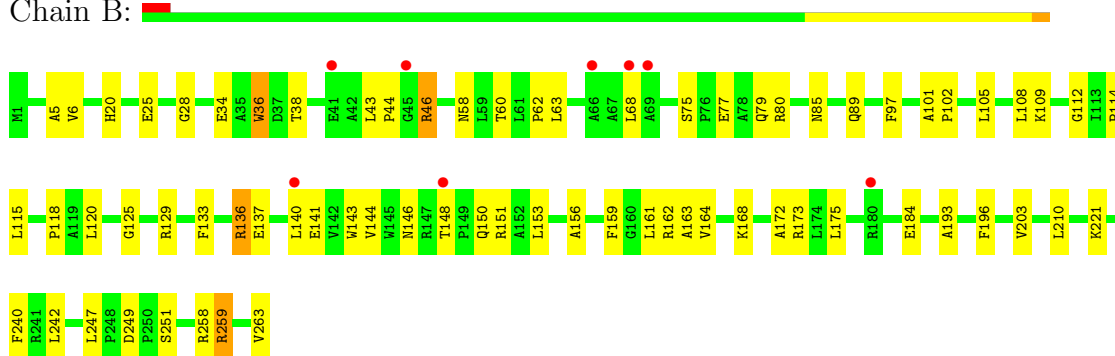 Chain B:
M1 A5 V6 H20 E25 G28 E34 A35 W36 D37 T38 E41 A42 L43 P44 G45 R46 N58 L59 T60 L61 P62 L63 A66 A67 L68 A69 S75 P76 E77 A78 Q79 R80 N85 Q89 F97 A101 P102 L105 L108 K109 G112 I113
L115 P118 A119 L120 G125 R129 F133 R136 E137 L140 E141 V142 W143 V144 W145 N146 R147 T148 P149 Q150 R151 A152 L153 A156 F159 G160 L161 R162 A163 V164 K168 A172 R173 L174 L175 R180 E184 A193 F196 V203 L210 K221
F240 R241 L242 L247 P248 D249 P250 S251 R258 R259 V263